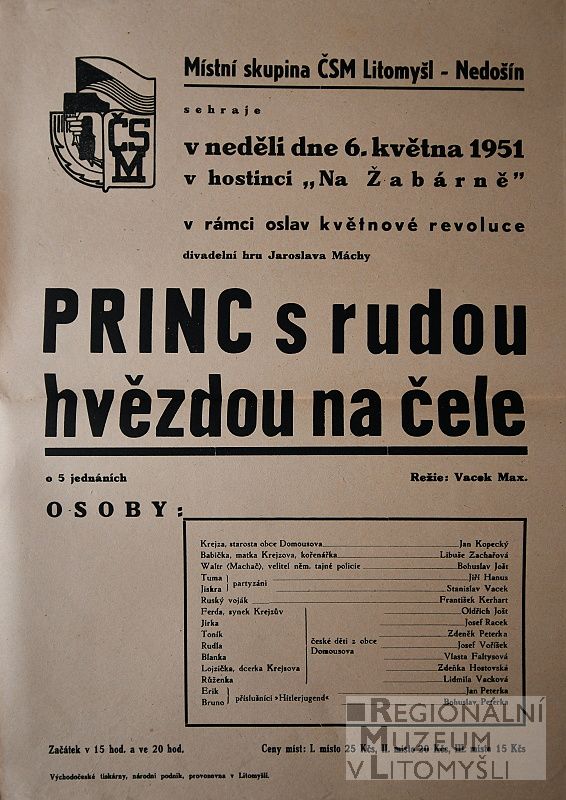 ČSM
Místní skupina ČSM Litomyšl - Nedošín
sehraje
v neděli dne 6. května 1951
v hostinci „Na Žabárně”
v rámci oslav květnové revoluce
divadelní hru Jaroslava Máchy
PRINC s rudou
hvězdou na čele
o 5 jednáních Režie: Vacek Max.
OSOBY:
Krejza, starosta obce Domousova Jan Kopecký
Babička, matka Krejzova, kořenářka Libuše Zachařová
Waltr (Machač), velitel něm. tajné policie Bohuslav Jošt
Tuma Jiří Hanus
partyzáni
Jiskra Stanislav Vacek
Ruský voják František Kerhart
Ferda, synek Krejzův Oldřich Jošt
Jirka Josef Racek
Toník Zdeněk Peterka
Rudla české děti z obce Josef Voříšek
Blanka Domousova Vlasta Faltysová
Lojzička, dcerka Krejsova Zdeňka Hostovská
Růženka Lidmila Vacková
Erik Jan Peterka
příslušníci »Hitlerjugend«
Bruno Bohuslav Peterka
Začátek v 15 hod. a ve 20 hod. Ceny míst: I. místo 25 Kčs, II. místo 20 Kčs, III. místo 15 Kčs
Východočeské tiskárny, národní podnik, provozovna v Litomyšli.
REGIONÁLNÍ
MUZEUM
V LITOMYŠLI